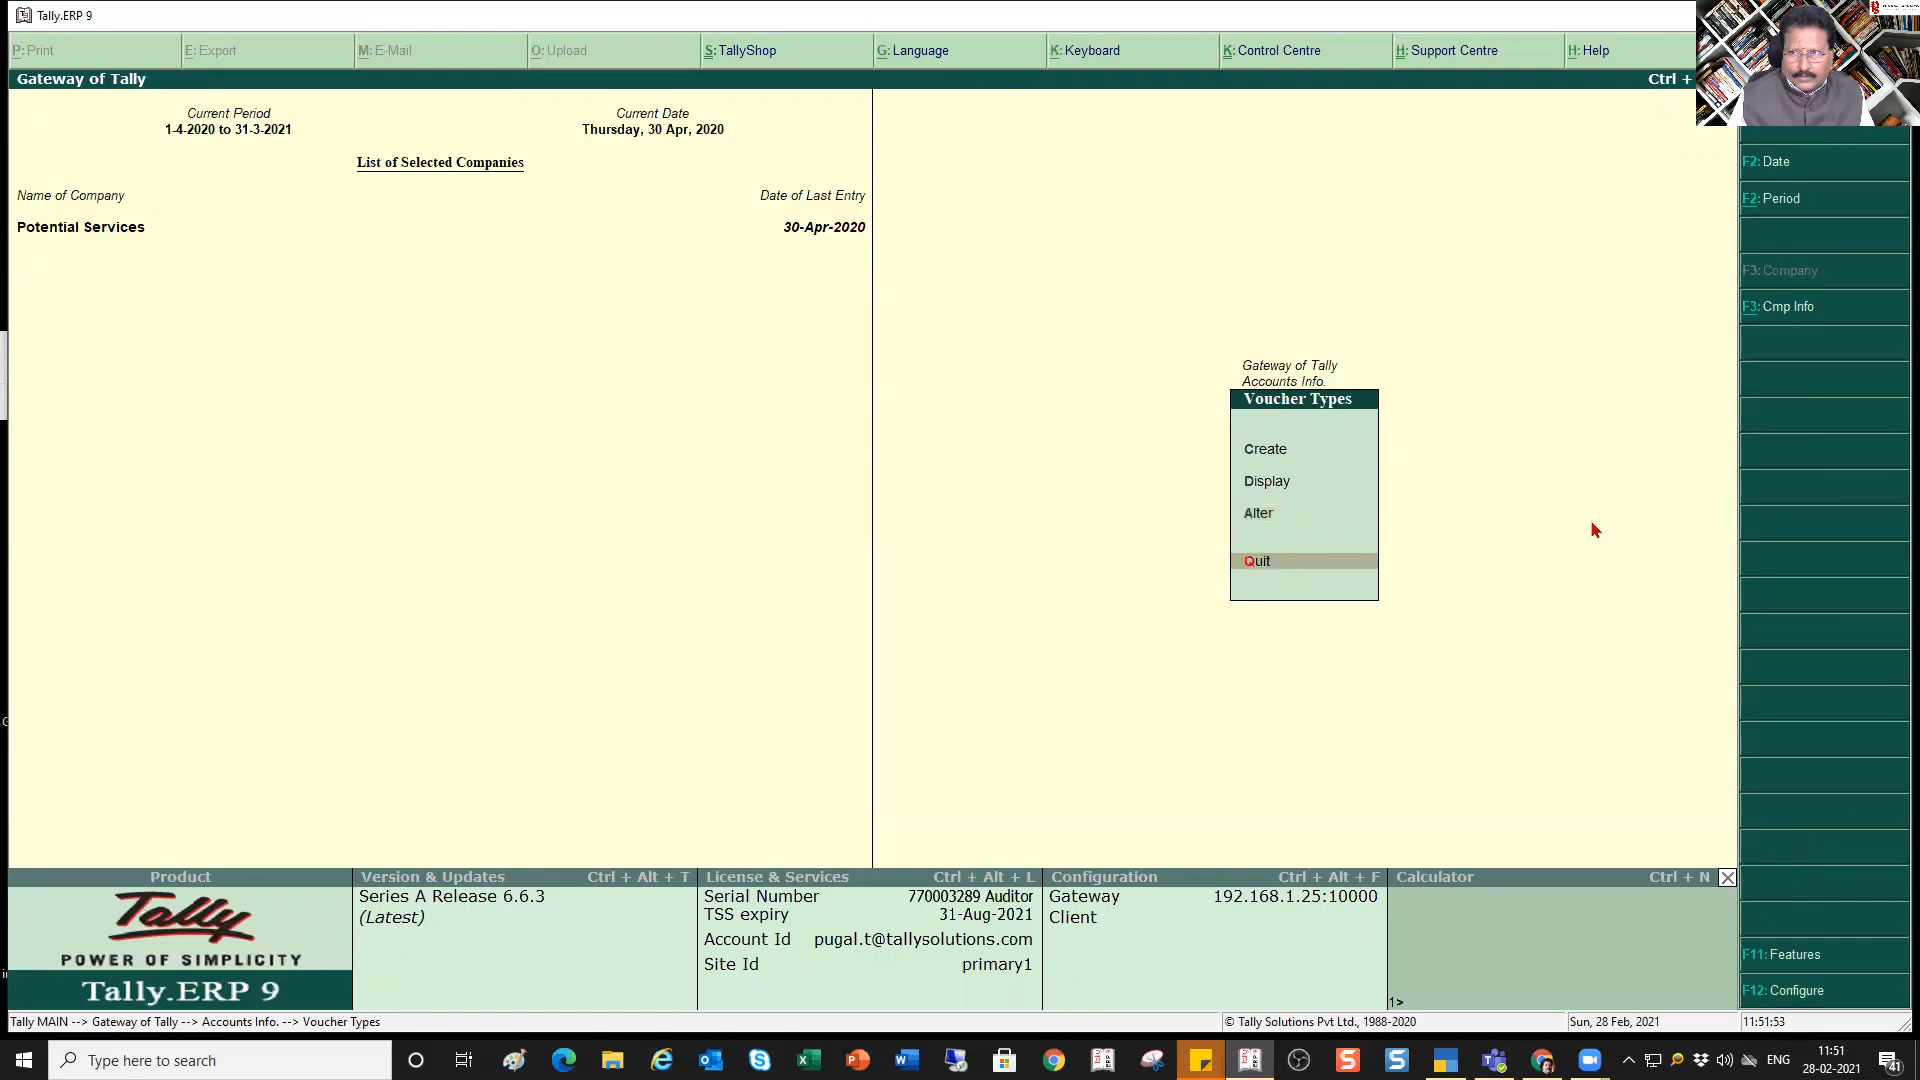 Tally.ERP 9
P: Print
E: Export
M: E-Mail
O: Upload
S: TallyShop
G: Language
K: Keyboard
K: Control Centre
H: Support Centre
H: Help
Gateway of Tally
Ctrl +
Current Period
1-4-2020 to 31-3-2021
Current Date
Thursday, 30 Apr, 2020
List of Selected Companies
Name of Company
Date of Last Entry
Potential Services
30-Apr-2020
Gateway of Tally
Accounts Info.
Voucher Types
Create
Display
Alter
Quit
F2: Date
F2: Period
F3: Company
F3: Cmp Info
F11: Features
F12: Configure
Product
Tally
POWER OF SIMPLICITY
Tally.ERP 9
Version & Updates Ctrl + Alt + T
Series A Release 6.6.3
(Latest)
License & Services Ctrl + Alt + L
Serial Number 770003289 Auditor
TSS expiry 31-Aug-2021
Account Id pugal.t@tallysolutions.com
Site Id primary1
Configuration Ctrl + Alt + F
Gateway 192.168.1.25:10000
Client
Calculator Ctrl + N
1>
Tally MAIN --> Gateway of Tally --> Accounts Info. --> Voucher Types
© Tally Solutions Pvt Ltd., 1988-2020
Sun, 28 Feb, 2021
11:51:53
Type here to search
ENG
11:51
28-02-2021
41